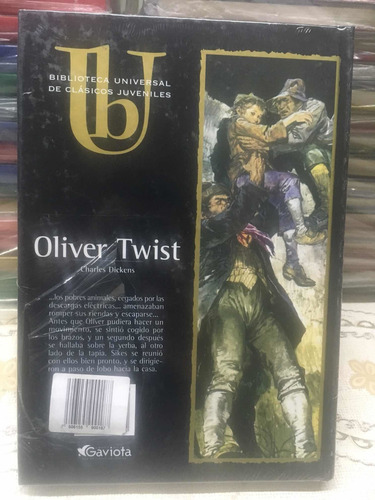 BIBLIOTECA UNIVERSAL
DE CLÁSICOS JUVENILES
Ub
Oliver Twist
Charles Dickens
...los pobres animales, cegados por las
descargas eléctricas... amenazaban
romper sus riendas y escaparse...
Antes que Oliver pudiera hacer un
movimiento, se sintió cogido por
los brazos, y un segundo después
se hallaba sobre la yerba, al otro
lado de la tapia. Sikes se reunió
con ellos bien pronto, y se dirigie-
ron a paso de lobo hacia la casa.
Gaviota